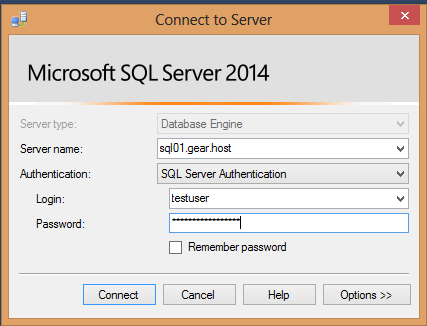 Connect to Server
Microsoft SQL Server 2014
Server type: Database Engine
Server name: sql01.gear.host
Authentication: SQL Server Authentication
Login: testuser
Password: *****************
Remember password
Connect Cancel Help Options >>